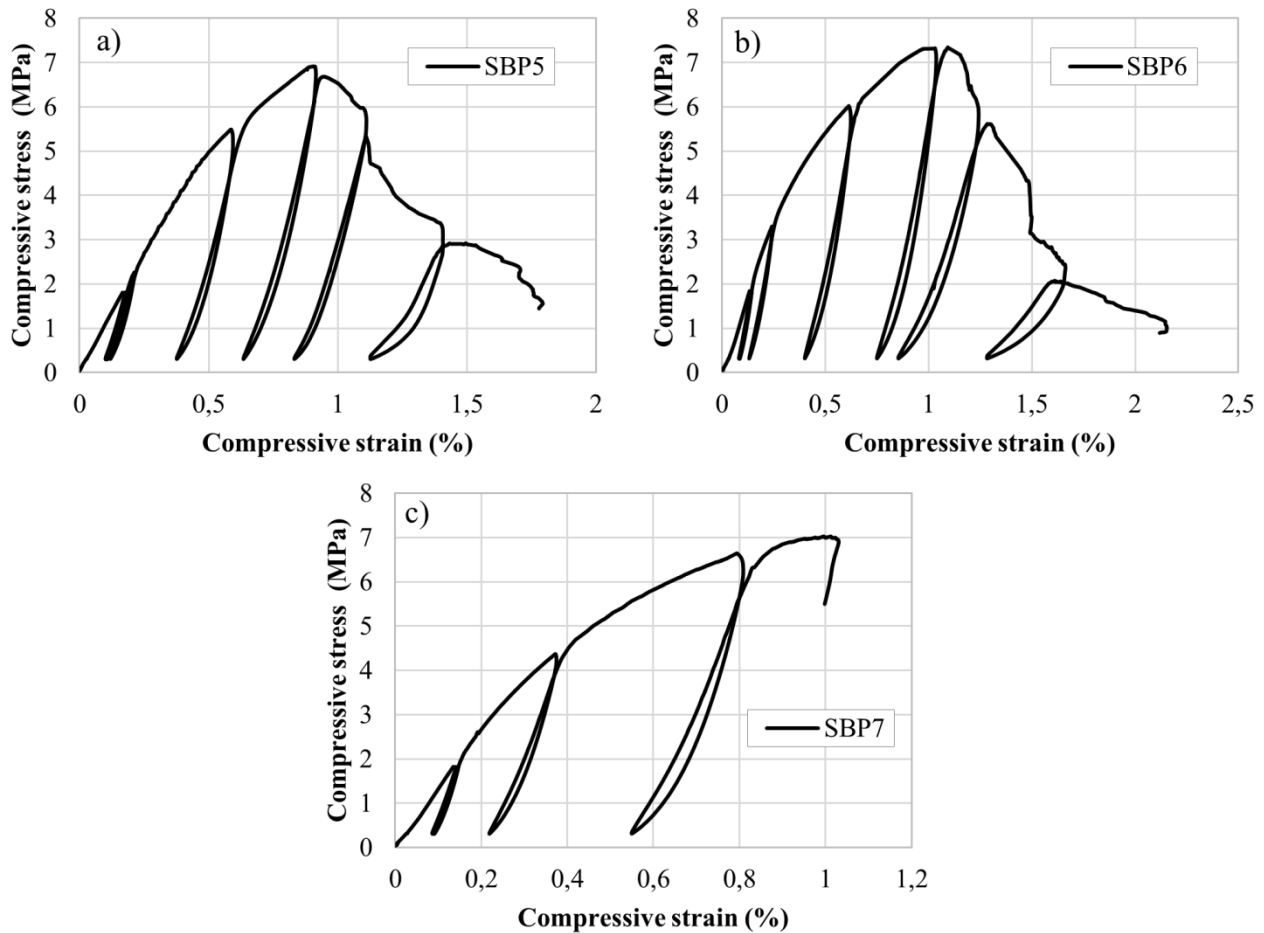 a)
SBP5
Compressive stress (MPa)
8
7
6
5
4
3
2
1
0
0 0,5 1 1,5 2
Compressive strain (%)
b)
SBP6
Compressive stress (MPa)
8
7
6
5
4
3
2
1
0
0 0,5 1 1,5 2 2,5
Compressive strain (%)
c)
SBP7
Compressive stress (MPa)
8
7
6
5
4
3
2
1
0
0 0,2 0,4 0,6 0,8 1 1,2
Compressive strain (%)